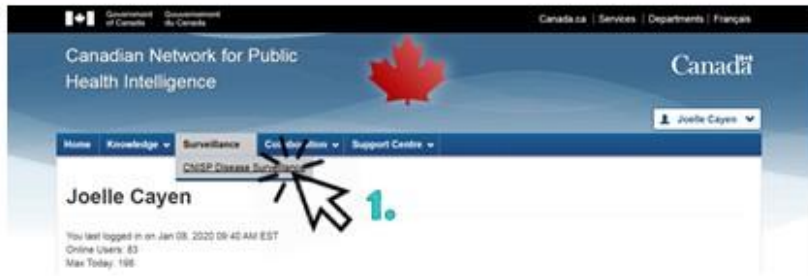 Government of Canada
Gouvernement du Canada
Canada.ca | Services | Departments | Français
Canadian Network for Public
Health Intelligence
Canada
Joelle Cayen
Home Knowledge Surveillance Collaboration Support Centre
CNISP Disease Surveillance
1.
Joelle Cayen
You last logged in on Jan 08, 2020 09:40 AM EST
Online Users: 83
Max Today: 198